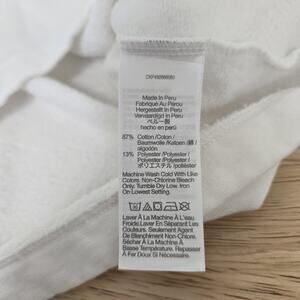 Made In Peru
Fabriqué Au Pérou
Hergestellt In Peru
Vervaardigd In Peru
ペルー製
hecho en perú
87% Cotton /Coton /
Baumwolle /Katoen /綿 /
algodón
13% Polyester /Polyester /
Polyester /Polyester /
ポリエステル /poliéster
Machine Wash Cold With Like
Colors. Non-Chlorine Bleach
Only. Tumble Dry Low. Iron
On Lowest Setting.
Laver À La Machine À L'eau
Froide.Laver En Séparant Les
Couleurs. Seulement Agent
De Blanchiment Non Chloré.
Sécher À La Machine À
Basse Température. Repasser
À Fer Doux Si Nécessaire.